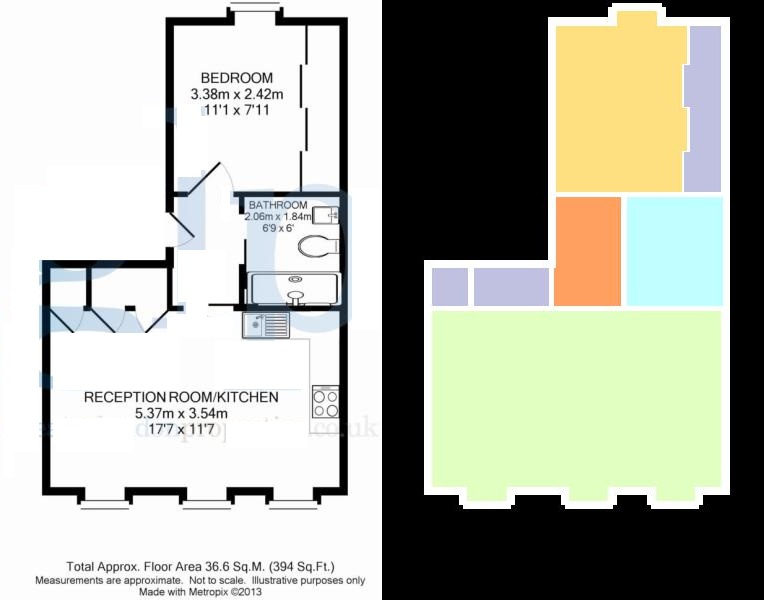 BEDROOM
3.38m x 2.42m
11'1 x 7'11
BATHROOM
2.06m x 1.84m
6'9 x 6'
RECEPTION ROOM/KITCHEN
5.37m x 3.54m
17'7 x 11'7
.co.uk
Total Approx. Floor Area 36.6 Sq.M. (394 Sq.Ft.)
Measurements are approximate. Not to scale. Illustrative purposes only
Made with Metropix ©2013